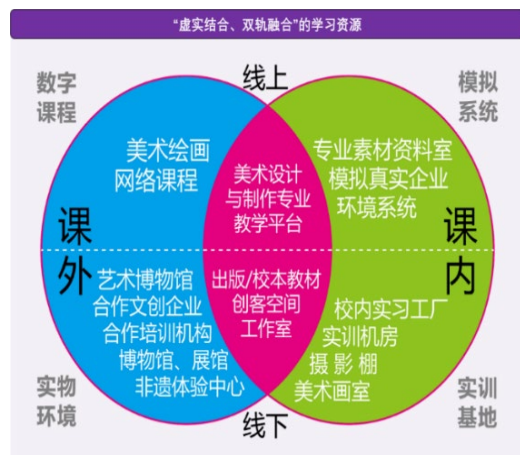 “虚实结合、双轨融合”的学习资源
数字
课程
线上
模拟
系统
美术绘画
网络课程
美术设计
与制作专业
教学平台
专业素材资料室
模拟真实企业
环境系统
课
外
课
内
艺术博物馆
合作文创企业
合作培训机构
博物馆、展馆
非遗体验中心
出版/校本教材
创客空间
工作室
校内实习工厂
实训机房
摄 影 棚
美术画室
实物
环境
线下
实训
基地